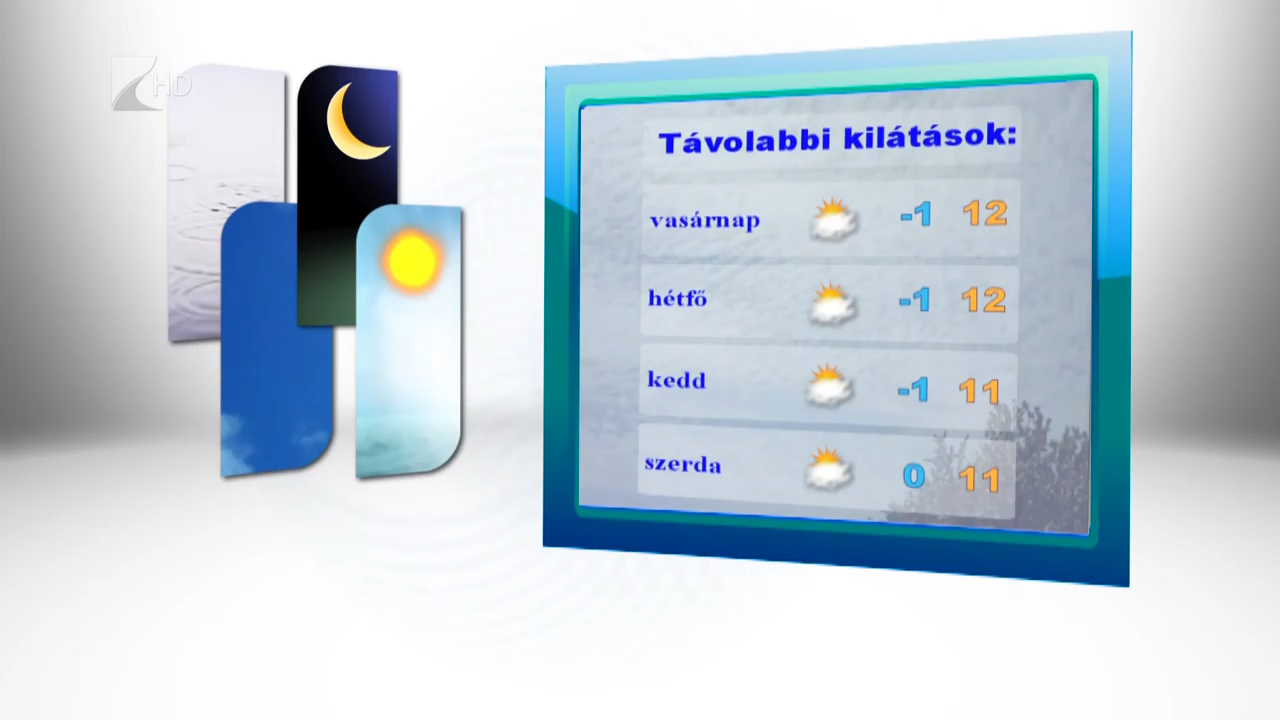 HD
Távolabbi kilátások:
vasárnap -1 12
hétfő -1 12
kedd -1 11
szerda 0 11